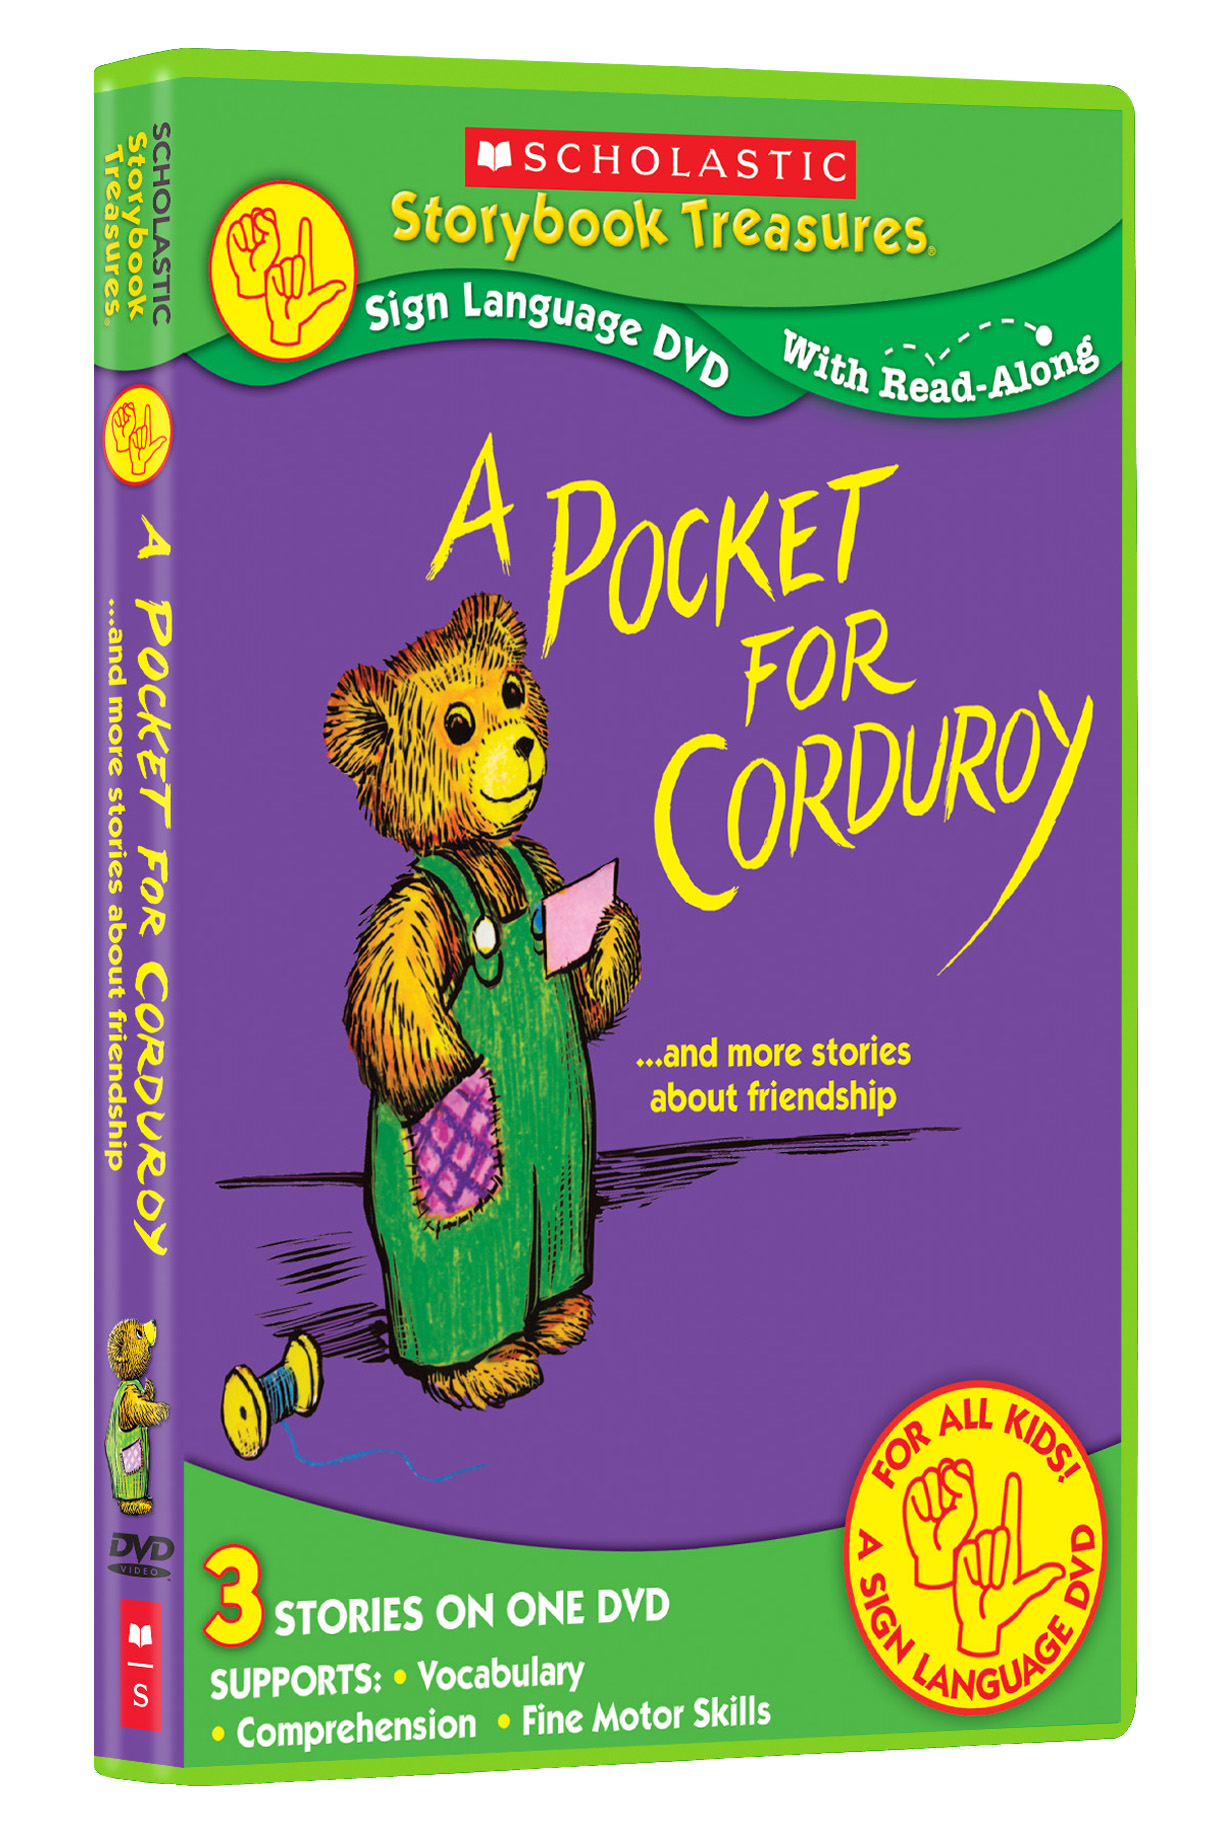 SCHOLASTIC
Storybook Treasures®
Sign Language DVD
With Read-Along
A POCKET
FOR
CORDUROY
...and more stories
about friendship
FOR ALL KIDS!
A SIGN LANGUAGE DVD
3 STORIES ON ONE DVD
SUPPORTS: • Vocabulary
• Comprehension • Fine Motor Skills
SCHOLASTIC
Storybook
Treasures®
A POCKET FOR CORDUROY
...and more stories about friendship
DVD
VIDEO
S